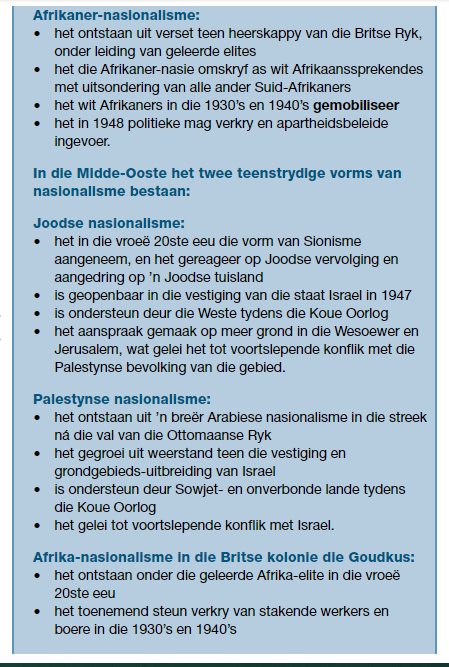 Afrikaner-nasionalisme:
• het ontstaan uit verset teen heerskappy van die Britse Ryk,
onder leiding van geleerde elites
• het die Afrikaner-nasie omskryf as wit Afrikaanssprekendes
met uitsondering van alle ander Suid-Afrikaners
• het wit Afrikaners in die 1930's en 1940's gemobiliseer
• het in 1948 politieke mag verkry en apartheidsbeleide
ingevoer.
In die Midde-Ooste het twee teenstrydige vorms van
nasionalisme bestaan:
Joodse nasionalisme:
• het in die vroeë 20ste eeu die vorm van Sionisme
aangeneem, en het gereageer op Joodse vervolging en
aangedring op 'n Joodse tuisland
• is geopenbaar in die vestiging van die staat Israel in 1947
• is ondersteun deur die Weste tydens die Koue Oorlog
• het aanspraak gemaak op meer grond in die Wesoewer en
Jerusalem, wat gelei het tot voortslepende konflik met die
Palestynse bevolking van die gebied.
Palestynse nasionalisme:
• het ontstaan uit 'n breër Arabiese nasionalisme in die streek
ná die val van die Ottomaanse Ryk
• het gegroei uit weerstand teen die vestiging en
grondgebieds-uitbreiding van Israel
• is ondersteun deur Sowjet- en onverbonde lande tydens
die Koue Oorlog
• het gelei tot voortslepende konflik met Israel.
Afrika-nasionalisme in die Britse kolonie die Goudkus:
• het ontstaan onder die geleerde Afrika-elite in die vroeë
20ste eeu
• het toenemend steun verkry van stakende werkers en
boere in die 1930's en 1940's